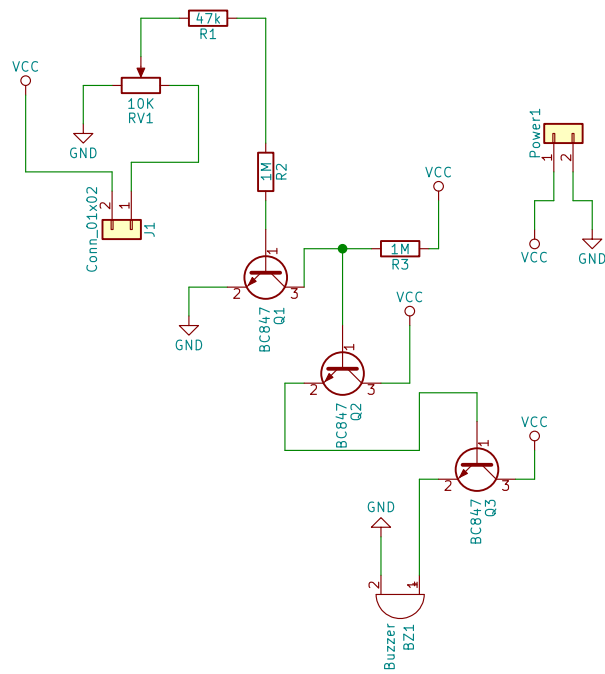 47k
R1
VCC
10K
RV1
GND
Power1
1
2
VCC
GND
1M
R2
VCC
2
1
Conn_01x02
J1
1M
R3
1
2
3
BC847
Q1
GND
VCC
1
2
3
BC847
Q2
VCC
1
2
3
BC847
Q3
GND
2
1
Buzzer
BZ1